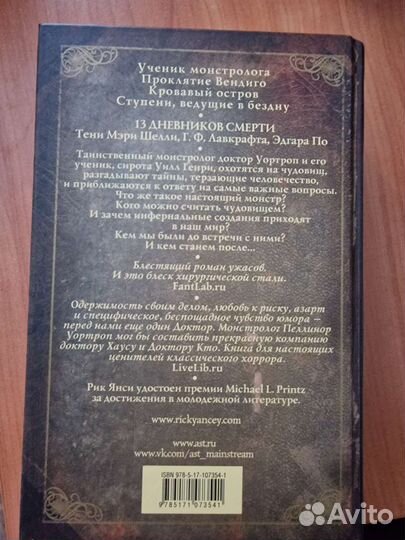 Ученик монстролога
Проклятие Вендиго
Кровавый остров
Ступени, ведущие в бездну
13 ДНЕВНИКОВ СМЕРТИ
Тени Мэри Шелли, Г. Ф. Лавкрафта, Эдгара По
Таинственный монстролог доктор Уортроп и его
ученик, сирота Уилл Генри, охотятся на чудовищ,
разгадывают тайны, терзающие человечество,
и приближаются к ответу на самые важные вопросы.
Что же такое настоящий монстр?
Кого можно считать чудовищем?
И зачем инфернальные создания приходят
в наш мир?
Кем мы были до встречи с ними?
И кем станем после...
Блестящий роман ужасов.
И это блеск хирургической стали.
FantLab.ru
Одержимость своим делом, любовь к риску, азарт
и специфическое, беспощадное чувство юмора —
перед нами еще один Доктор. Монстролог Пеллинор
Уортроп мог бы составить прекрасную компанию
доктору Хаусу и Доктору Кто. Книга для настоящих
ценителей классического хоррора.
LiveLib.ru
Рик Янси удостоен премии Michael L. Printz
за достижения в молодежной литературе.
www.rickyancey.com
www.ast.ru
www.vk.com/ast_mainstream
ISBN 978-5-17-107354-1
9 785171 073541
Avito